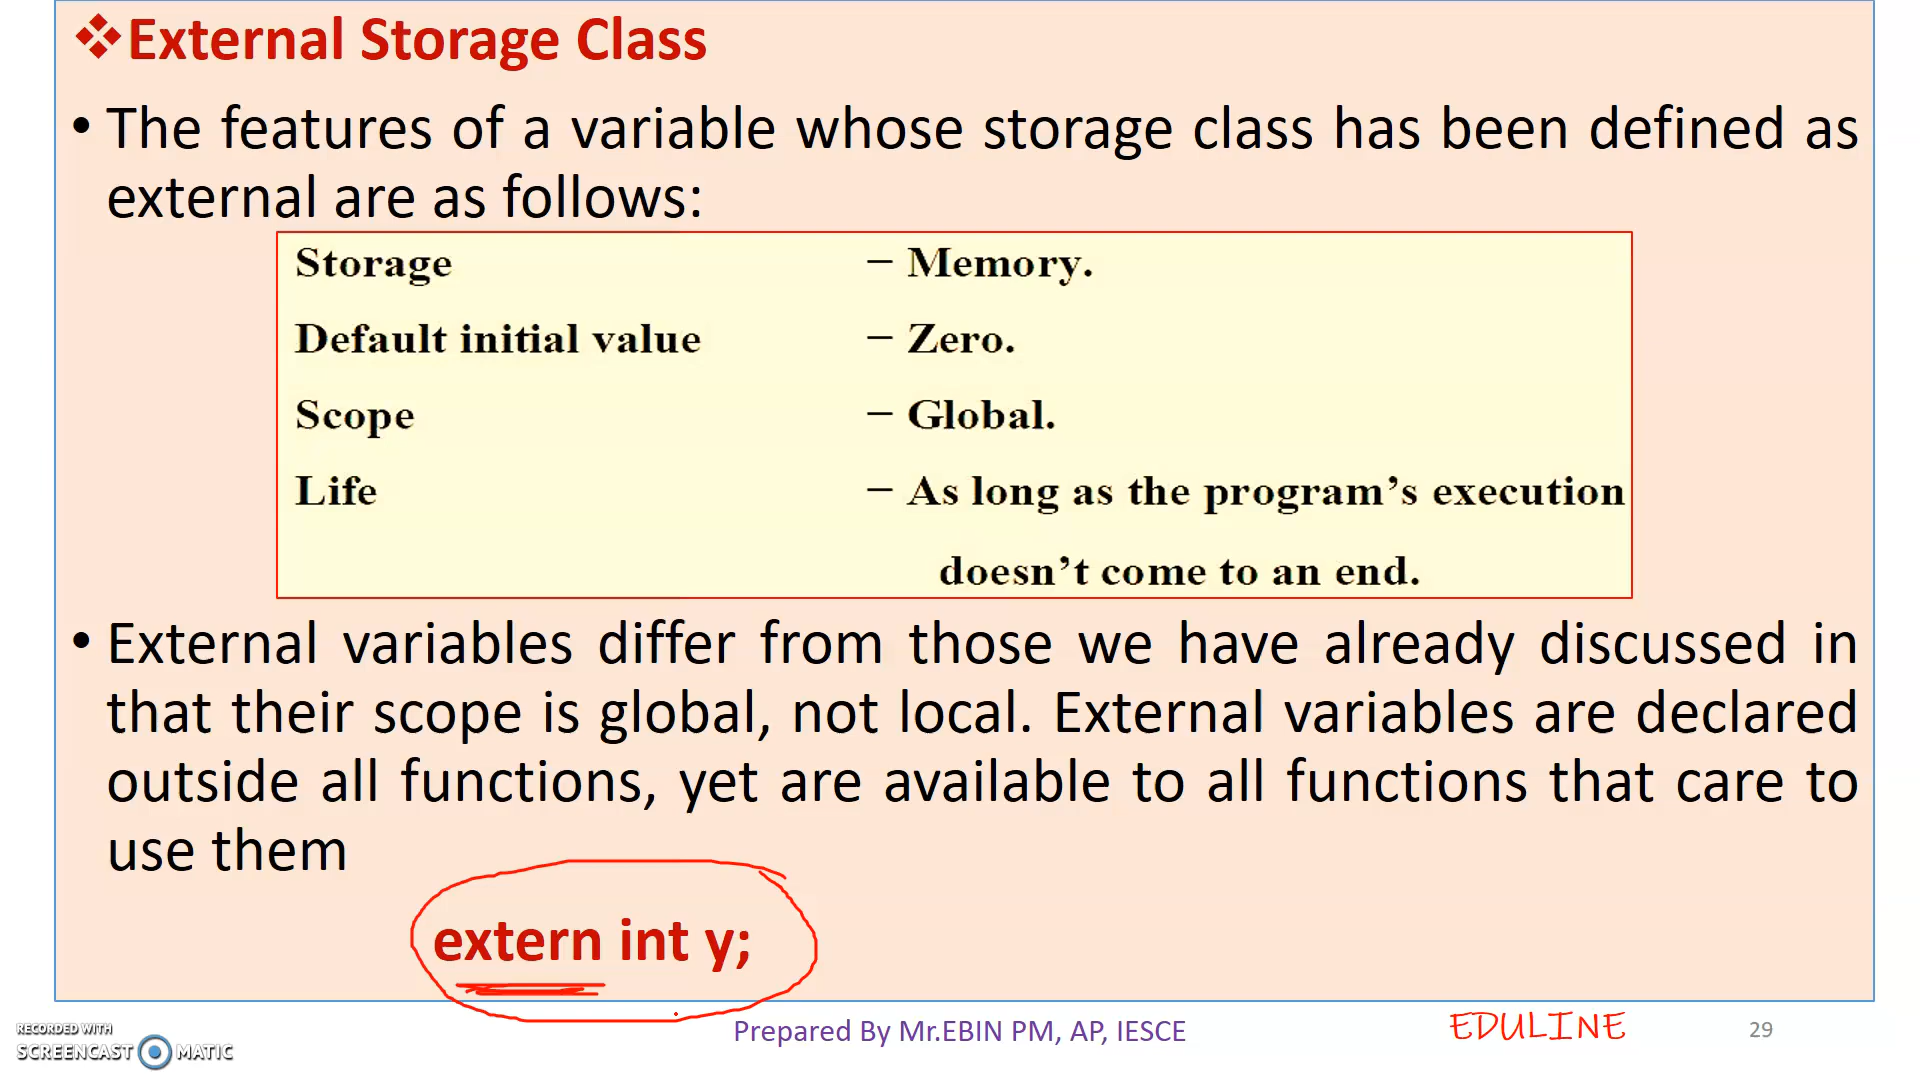 ❖External Storage Class
• The features of a variable whose storage class has been defined as
external are as follows:
Storage – Memory.
Default initial value – Zero.
Scope – Global.
Life – As long as the program’s execution
doesn’t come to an end.
• External variables differ from those we have already discussed in
that their scope is global, not local. External variables are declared
outside all functions, yet are available to all functions that care to
use them
extern int y;
RECORDED WITH
SCREENCAST MATIC
Prepared By Mr.EBIN PM, AP, IESCE
EDULINE
29